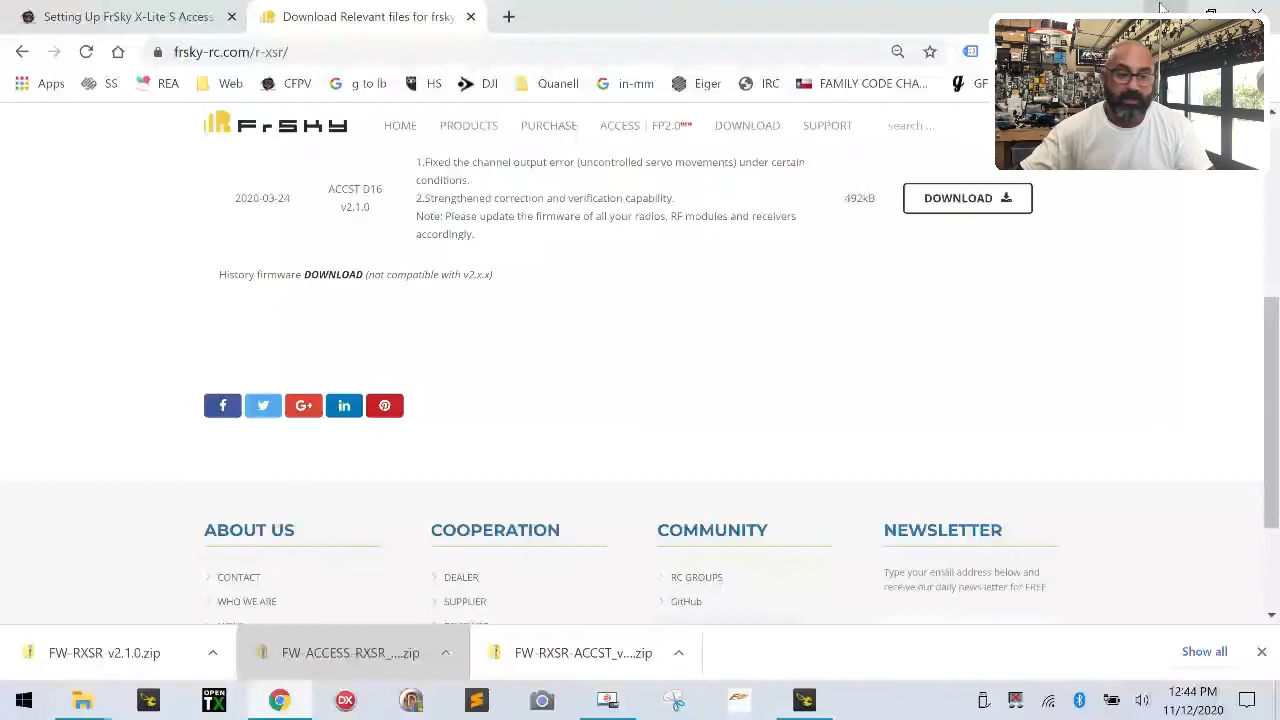 Setting Up Frsky X-Lite S Access
Download Relevant files for frsky
frsky-rc.com/r-xsr/
Apps
SS
REA
Web
CFPV
g to lb
DJI
Quanell
in-mm
Eiger
IRC
FAMILY CODE CHA...
GF
FrSKY
HOME
PRODUCTS
PURCHASE
ACCESS | FP2.0new
DOWNLOAD
SUPPORT
search ...
1.Fixed the channel output error (uncontrolled servo movements) under certain
conditions.
2020-03-24
ACCST D16
v2.1.0
2.Strengthened correction and verification capability.
Note: Please update the firmware of all your radios, RF modules and receivers
accordingly.
492kB
DOWNLOAD
History firmware DOWNLOAD (not compatible with v2.x.x)
f
G+
in
ABOUT US
COOPERATION
COMMUNITY
NEWSLETTER
CONTACT
DEALER
RC GROUPS
Type your email address below and
receive our daily newsletter for FREE
WHO WE ARE
SUPPLIER
GitHub
FW-RXSR-v2.1.0.zip
FW-ACCESS-RXSR_....zip
FW-RXSR-ACCST_v....zip
Show all
OPEN
TX
12:44 PM
11/12/2020